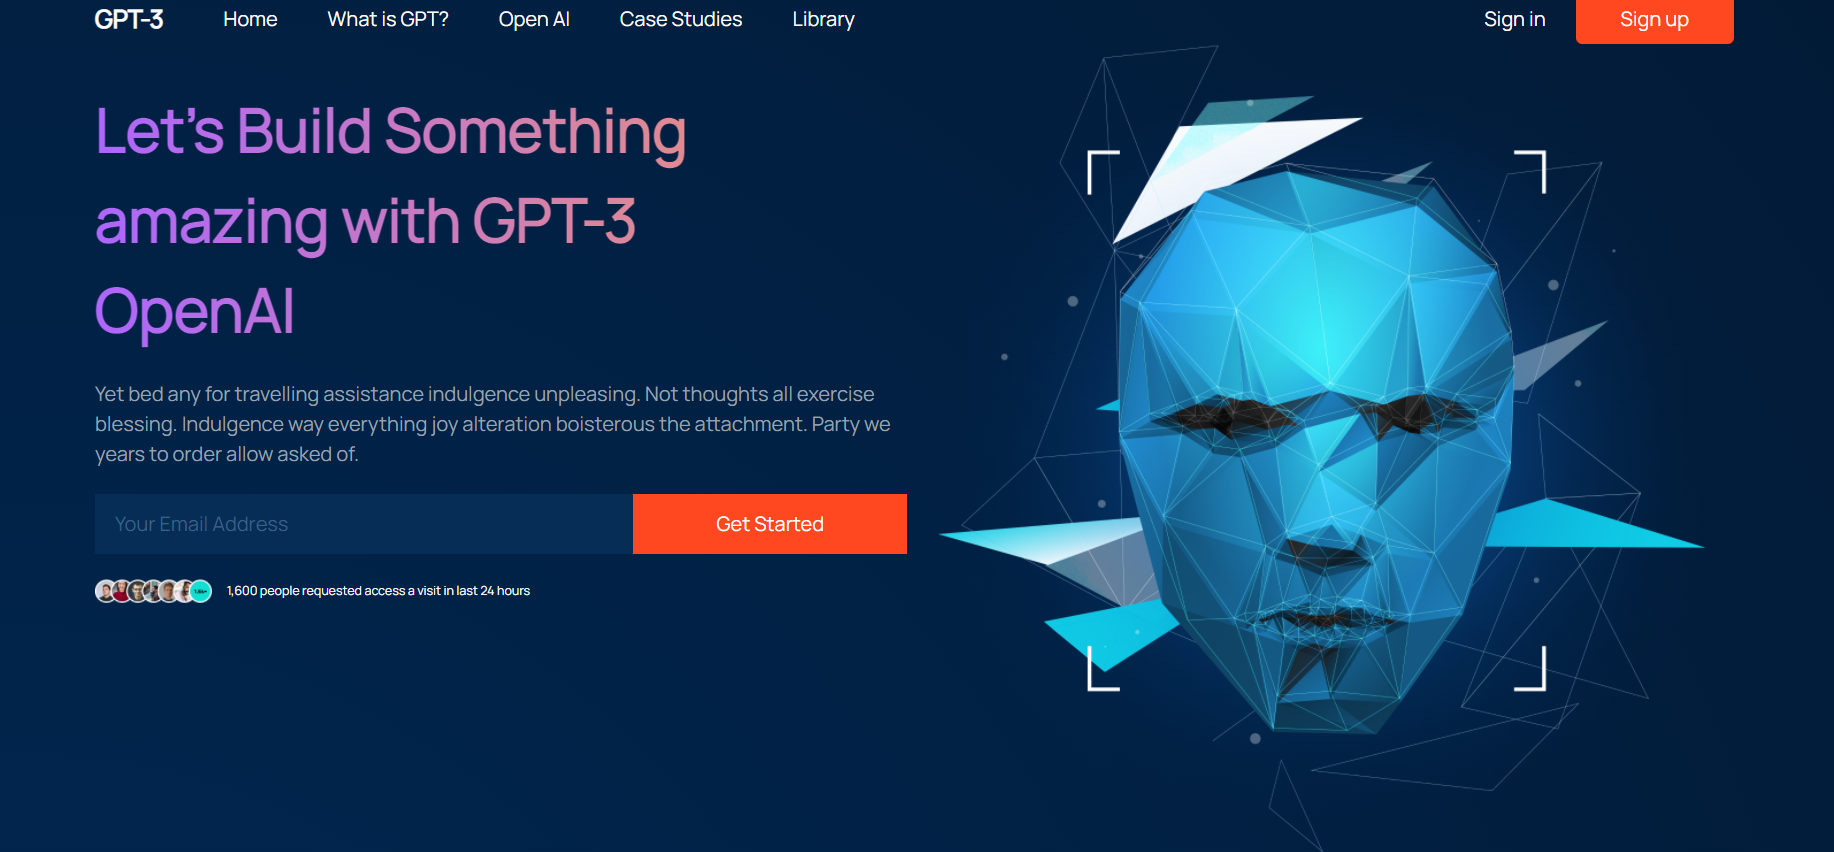 GPT-3 Home What is GPT? Open AI Case Studies Library Sign in Sign up
Let's Build Something
amazing with GPT-3
OpenAI
Yet bed any for travelling assistance indulgence unpleasing. Not thoughts all exercise
blessing. Indulgence way everything joy alteration boisterous the attachment. Party we
years to order allow asked of.
Your Email Address Get Started
1,600 people requested access a visit in last 24 hours